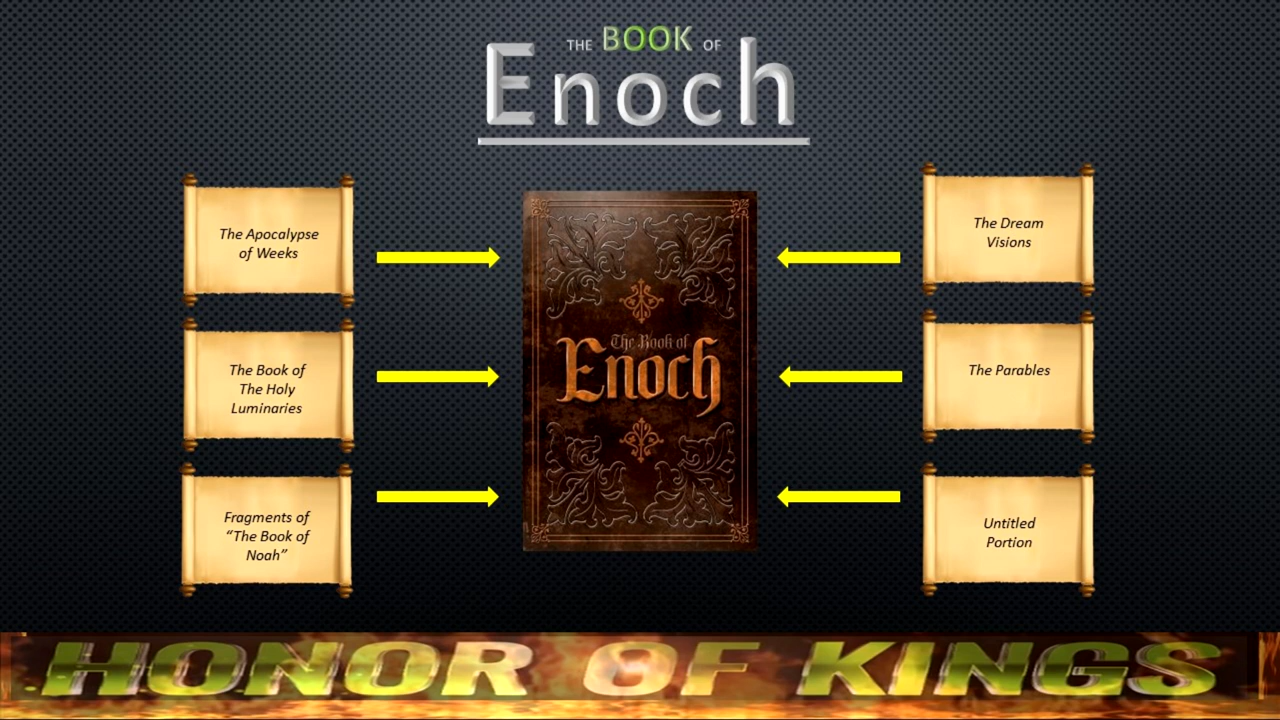 THE BOOK OF
Enoch
The Apocalypse
of Weeks
The Book of
The Holy
Luminaries
Fragments of
“The Book of
Noah”
The Book of
Enoch
The Dream
Visions
The Parables
Untitled
Portion
HONOR OF KINGS